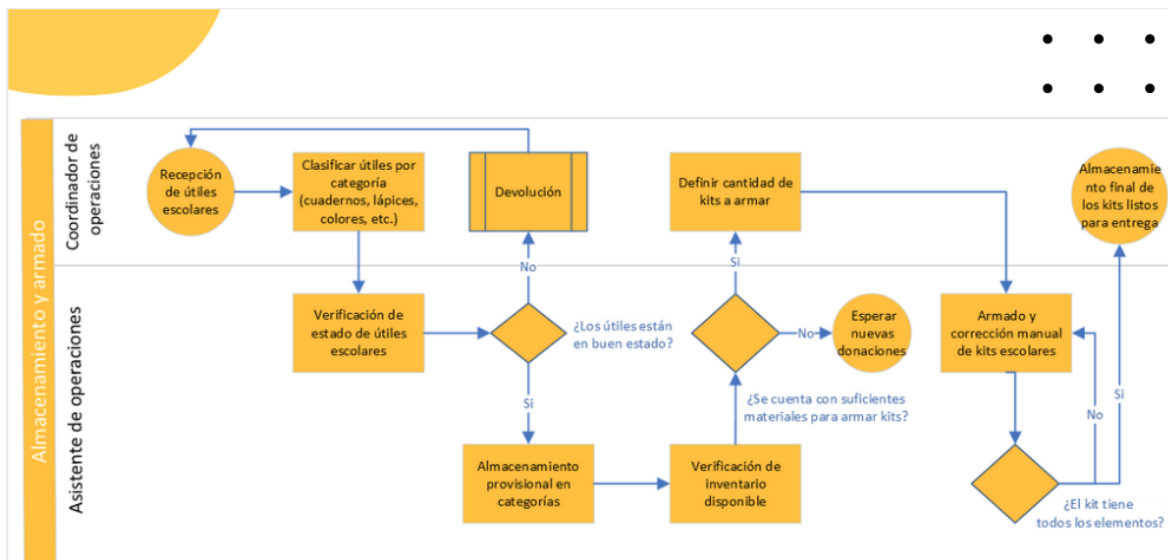 Almacenamiento y armado
Coordinador de
operaciones
Recepción
de útiles
escolares
Clasificar útiles por
categoría
(cuadernos, lápices,
colores, etc.)
Devolución
Definir cantidad de
kits a armar
Almacenamie
nto final de
los kits listos
para entrega
No
Si
Si
Asistente de operaciones
Verificación de
estado de útiles
escolares
¿Los útiles están
en buen estado?
No
Esperar
nuevas
donaciones
Armado y
corrección manual
de kits escolares
Si
¿Se cuenta con suficientes
materiales para armar kits?
No
Almacenamiento
provisional en
categorías
Verificación de
inventario
disponible
¿El kit tiene
todos los elementos?